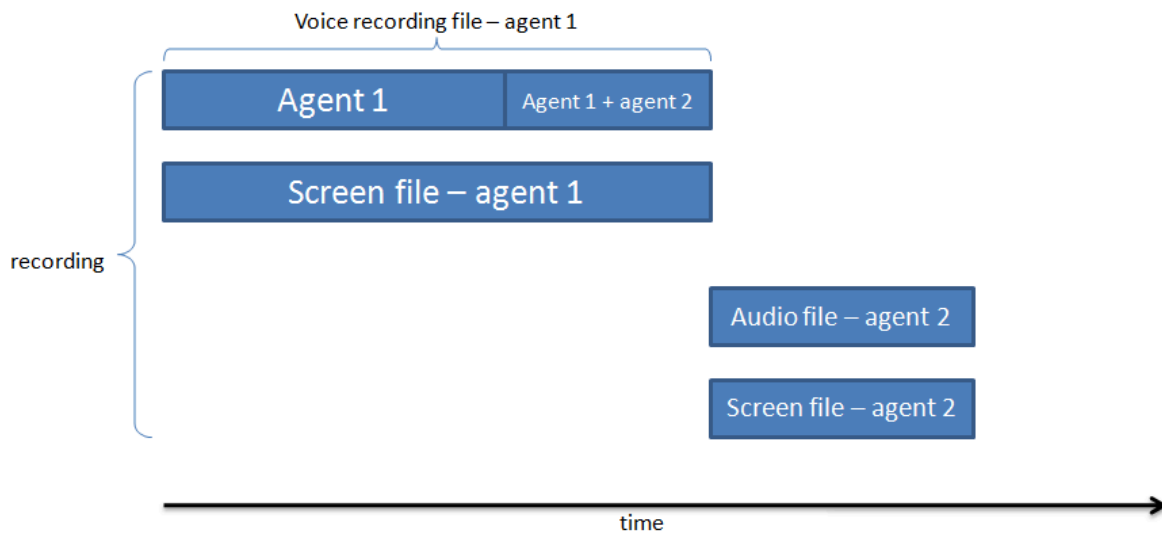 Voice recording file – agent 1
Agent 1
Agent 1 + agent 2
Screen file – agent 1
recording
Audio file – agent 2
Screen file – agent 2
time